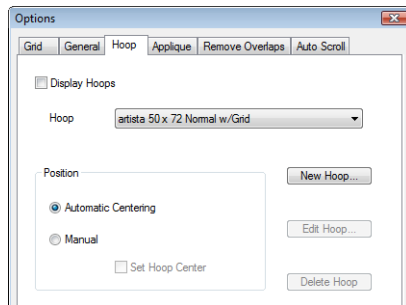 Options
Grid General Hoop Applique Remove Overlaps Auto Scroll
Display Hoops
Hoop artista 50 x 72 Normal w/Grid
Position
New Hoop...
Automatic Centering
Edit Hoop...
Manual
Set Hoop Center
Delete Hoop